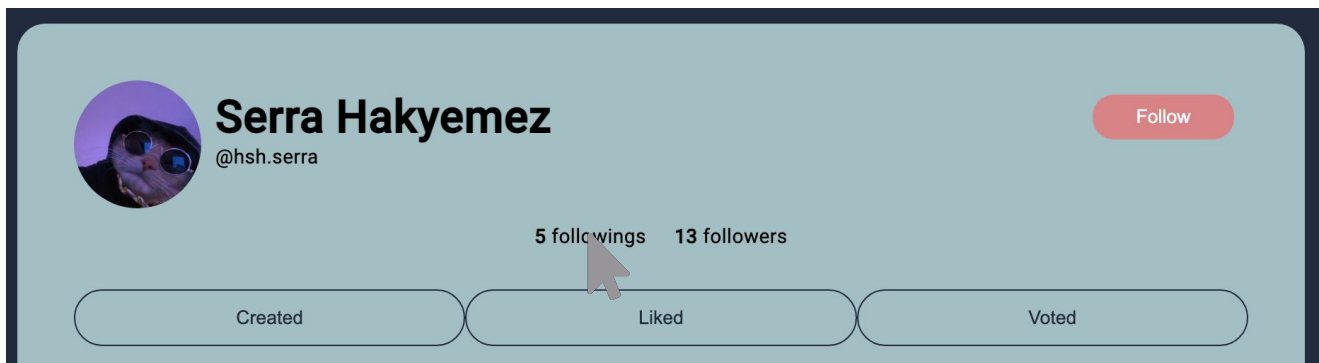 Serra Hakyemez
@hsh.serra
Follow
5 followings 13 followers
Created Liked Voted